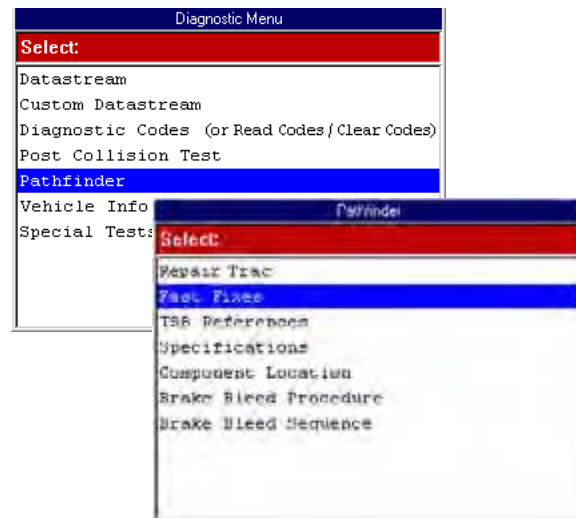 Diagnostic Menu
Select:
Datastream
Custom Datastream
Diagnostic Codes (or Read Codes / Clear Codes)
Post Collision Test
Pathfinder
Vehicle Info
Special Tests
Pathfinder
Select:
Repair Trac
Fast Fixes
TSB References
Specifications
Component Location
Brake Bleed Procedure
Brake Bleed Sequence